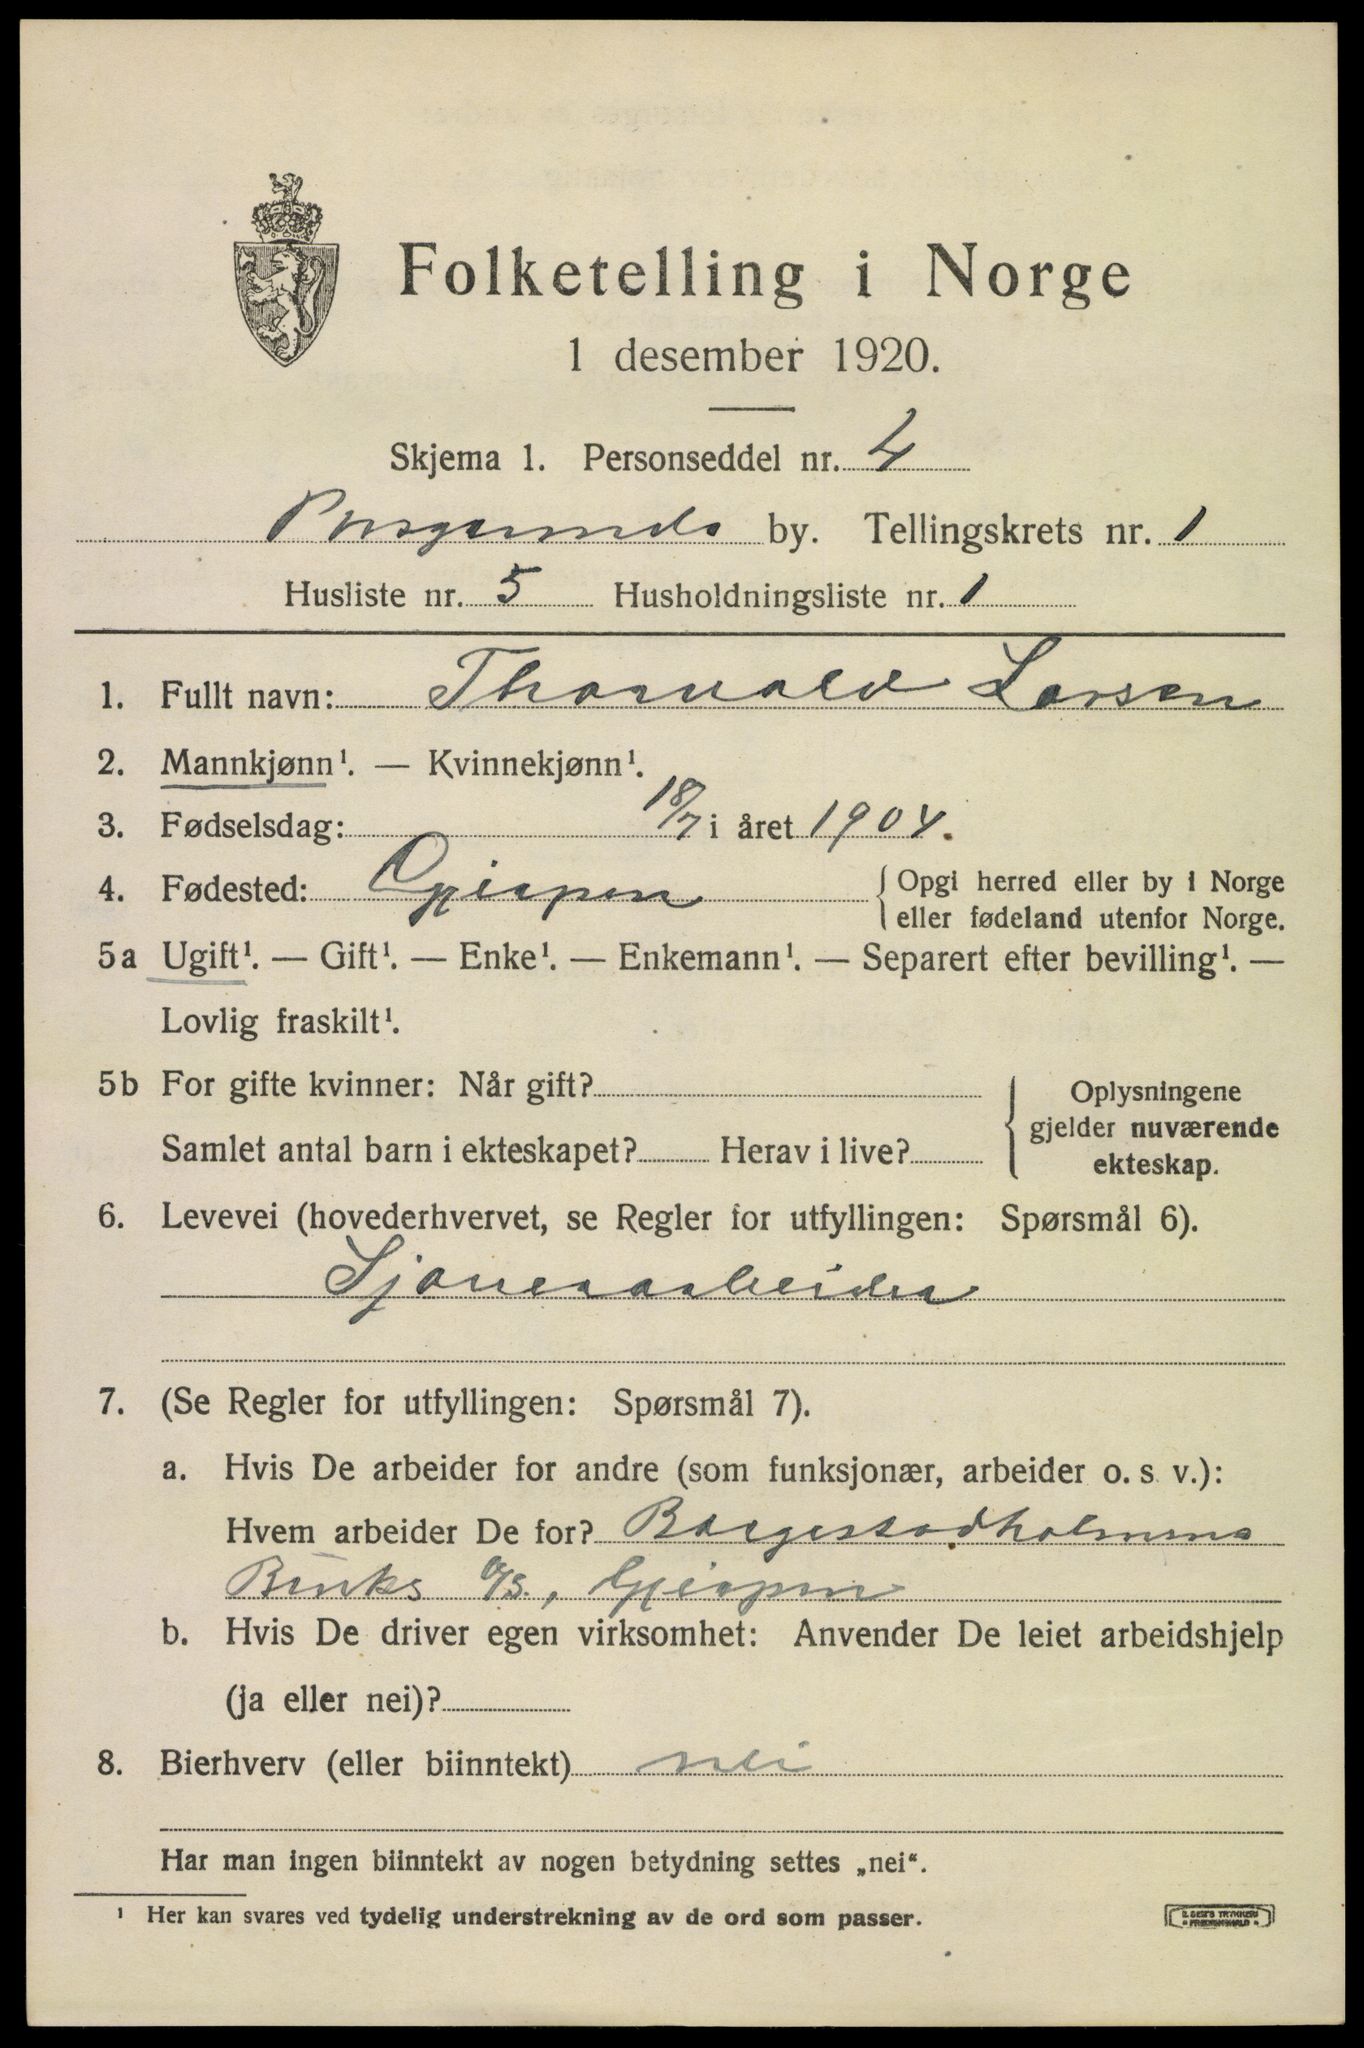 Folketelling i Norge
1 desember 1920.
Skjema 1. Personseddel nr. 4
Porsgrunds by. Tellingskrets nr. 1
Husliste nr. 5 Husholdningsliste nr. 1
1. Fullt navn: Thorvald Larsen
2. Mannkjønn¹. — Kvinnekjønn¹.
3. Fødselsdag: 18/7 i året 1904.
4. Fødested: Gjerpen { Opgi herred eller by i Norge
eller fødeland utenfor Norge.
5a Ugift¹. — Gift¹. — Enke¹. — Enkemann¹. — Separert efter bevilling¹. —
Lovlig fraskilt¹.
5b For gifte kvinner: Når gift?
Samlet antal barn i ekteskapet? Herav i live?
{ Oplysningene
gjelder nuværende
ekteskap.
6. Levevei (hovederhvervet, se Regler for utfyllingen: Spørsmål 6).
Sjauerarbeider
7. (Se Regler for utfyllingen: Spørsmål 7).
a. Hvis De arbeider for andre (som funksjonær, arbeider o. s v.):
Hvem arbeider De for? Borgestadholmens
Bruks A/S., Gjerpen
b. Hvis De driver egen virksomhet: Anvender De leiet arbeidshjelp
(ja eller nei)?
8. Bierhverv (eller biinntekt) nei
Har man ingen biinntekt av nogen betydning settes „nei“.
¹ Her kan svares ved tydelig understrekning av de ord som passer.